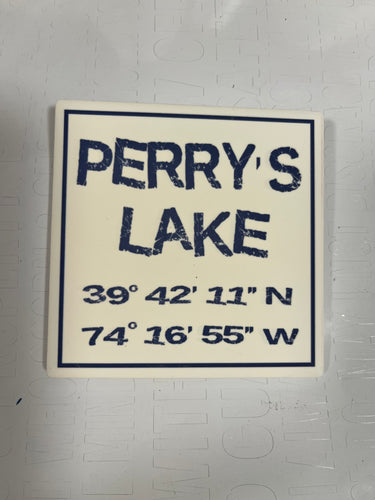 PERRY'S
LAKE
39° 42' 11" N
74° 16' 55" W